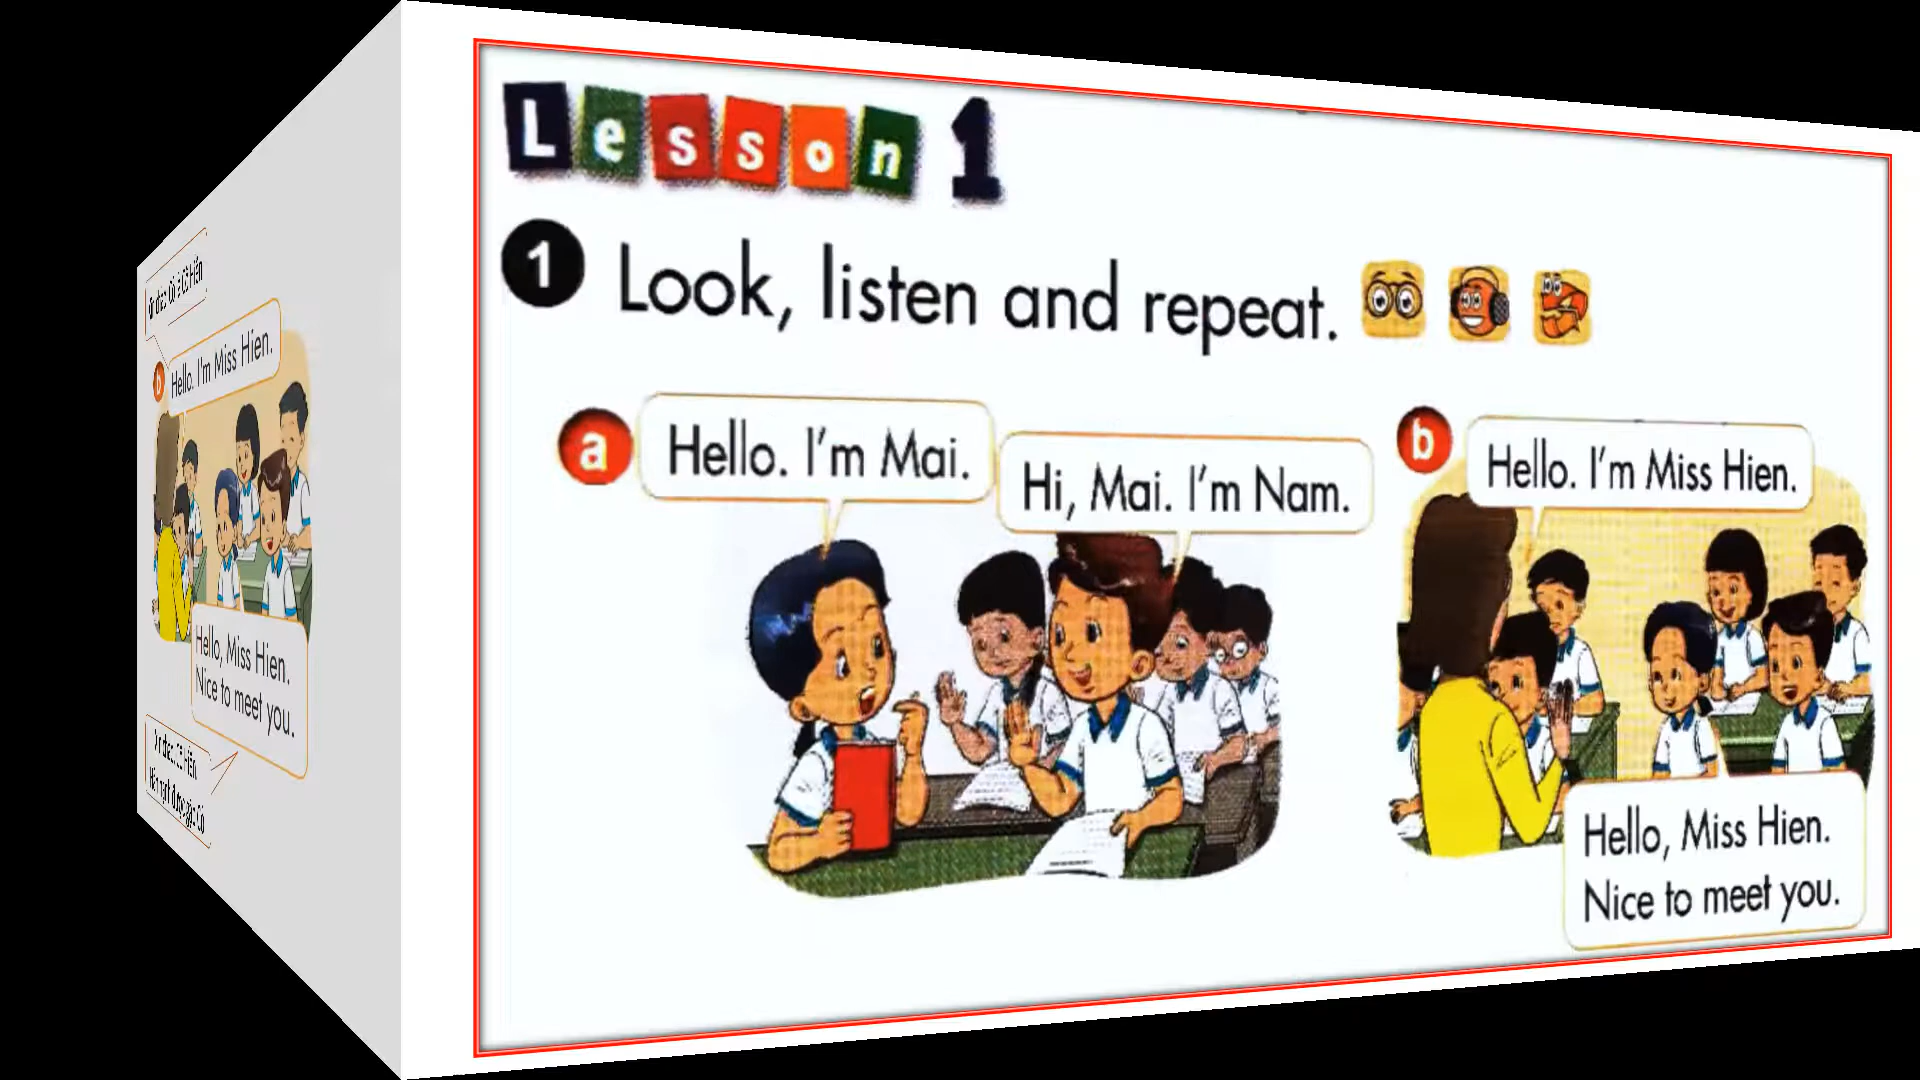 Lesson 1
1 Look, listen and repeat.
a
Hello. I'm Mai.
Hi, Mai. I'm Nam.
b
Hello. I'm Miss Hien.
Hello, Miss Hien.
Nice to meet you.
b
Hello. I'm Miss Hien.
Hello, Miss Hien.
Nice to meet you.